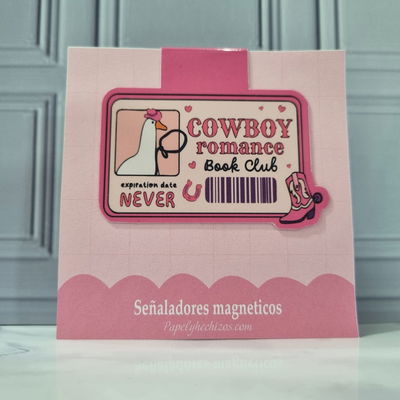 COWBOY
romance
Book Club
expiration date
NEVER
Señaladores magneticos
Papelyhechizos.com